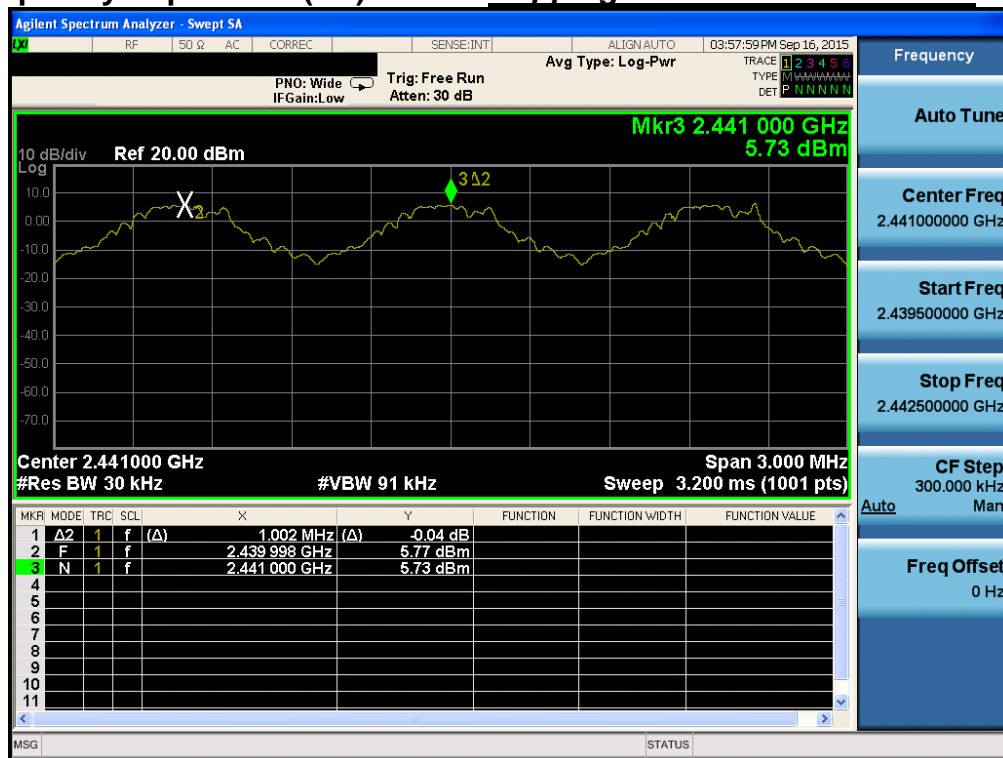 Agilent Spectrum Analyzer - Swept SA
LXI RF 50 Ω AC CORREC SENSE:INT ALIGNAUTO 03:57:59 PM Sep 16, 2015
Avg Type: Log-Pwr TRACE 1 2 3 4 5 6
PNO: Wide Trig: Free Run TYPE M
IFGain:Low Atten: 30 dB DET P N N N N N
Mkr3 2.441 000 GHz
5.73 dBm
10 dB/div Ref 20.00 dBm
Log
10.0
0.00
-10.0
-20.0
-30.0
-40.0
-50.0
-60.0
-70.0
X2
3Δ2
Center 2.441000 GHz Span 3.000 MHz
#Res BW 30 kHz #VBW 91 kHz Sweep 3.200 ms (1001 pts)
MKR MODE TRC SCL X Y FUNCTION FUNCTION WIDTH FUNCTION VALUE
1 Δ2 1 f (Δ) 1.002 MHz (Δ) -0.04 dB
2 F 1 f 2.439 998 GHz 5.77 dBm
3 N 1 f 2.441 000 GHz 5.73 dBm
4
5
6
7
8
9
10
11
MSG STATUS
Frequency
Auto Tune
Center Freq
2.441000000 GHz
Start Freq
2.439500000 GHz
Stop Freq
2.442500000 GHz
CF Step
300.000 kHz
Auto Man
Freq Offset
0 Hz